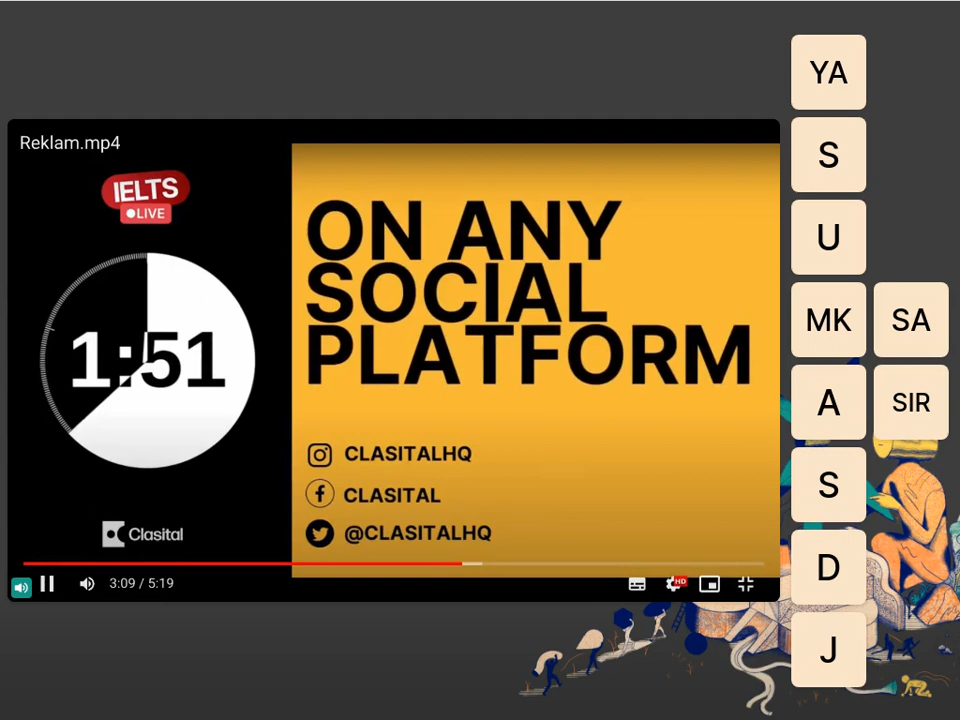 Reklam.mp4
IELTS
LIVE
1:51
Clasital
ON ANY
SOCIAL
PLATFORM
CLASITALHQ
CLASITAL
@CLASITALHQ
3:09 / 5:19
HD
YA
S
U
MK SA
A SIR
S
D
J